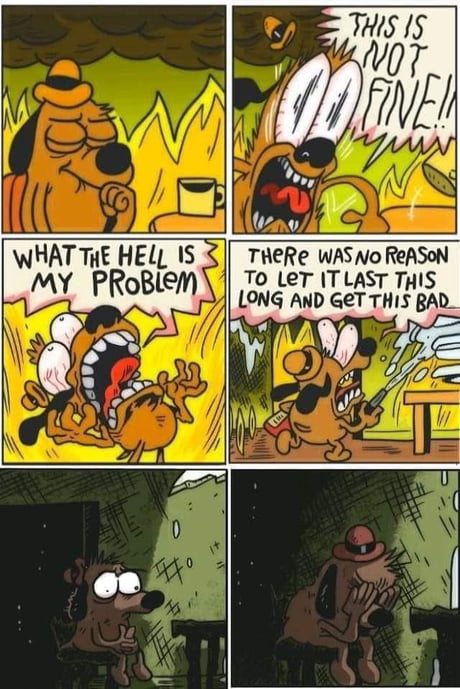 THIS IS
NOT
FINE!!
WHAT THE HELL IS
MY PROBLEM
THERE WAS NO REASON
TO LET IT LAST THIS
LONG AND GET THIS BAD